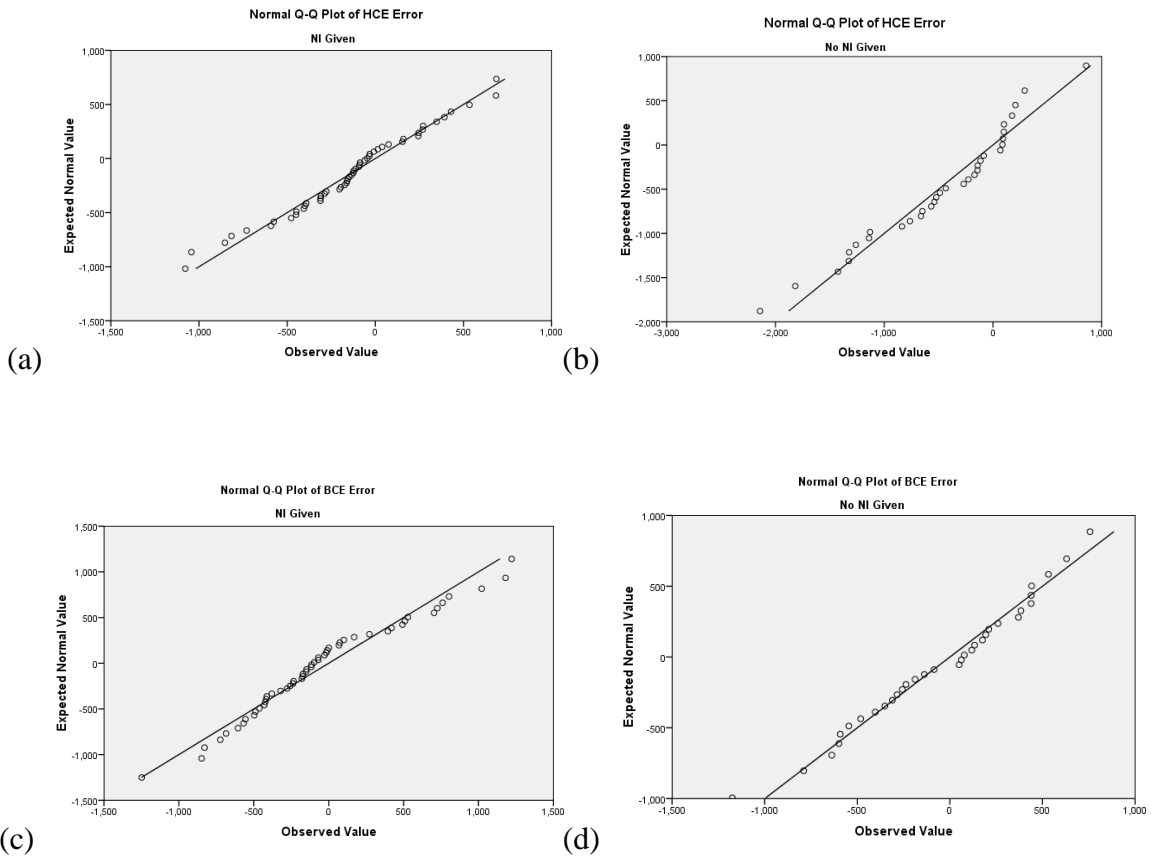 Normal Q-Q Plot of HCE Error
NI Given
1,000
500
0
-500
-1,000
-1,500
Expected Normal Value
-1,500
-1,000
-500
0
500
1,000
Observed Value
(a)
Normal Q-Q Plot of HCE Error
No NI Given
1,000
500
0
-500
-1,000
-1,500
-2,000
Expected Normal Value
-3,000
-2,000
-1,000
0
1,000
Observed Value
(b)
Normal Q-Q Plot of BCE Error
NI Given
1,500
1,000
500
0
-500
-1,000
-1,500
Expected Normal Value
-1,500
-1,000
-500
0
500
1,000
1,500
Observed Value
(c)
Normal Q-Q Plot of BCE Error
No NI Given
1,000
500
0
-500
-1,000
Expected Normal Value
-1,500
-1,000
-500
0
500
1,000
Observed Value
(d)